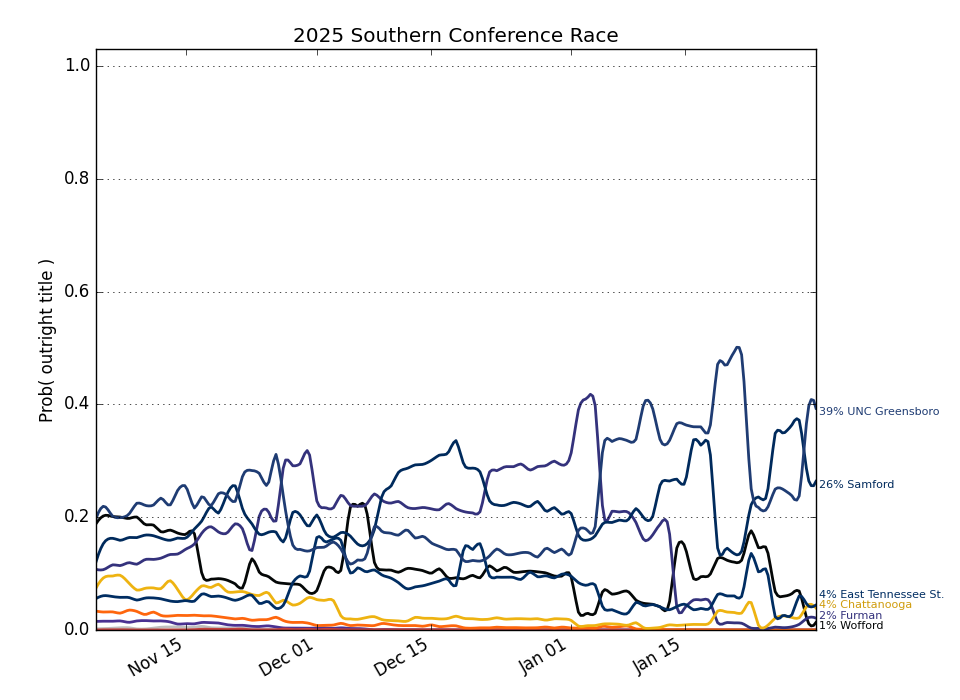 2025 Southern Conference Race
1.0
0.8
0.6
0.4
0.2
0.0
Prob( outright title )
39% UNC Greensboro
26% Samford
4% East Tennessee St.
4% Chattanooga
2% Furman
1% Wofford
Nov 15
Dec 01
Dec 15
Jan 01
Jan 15